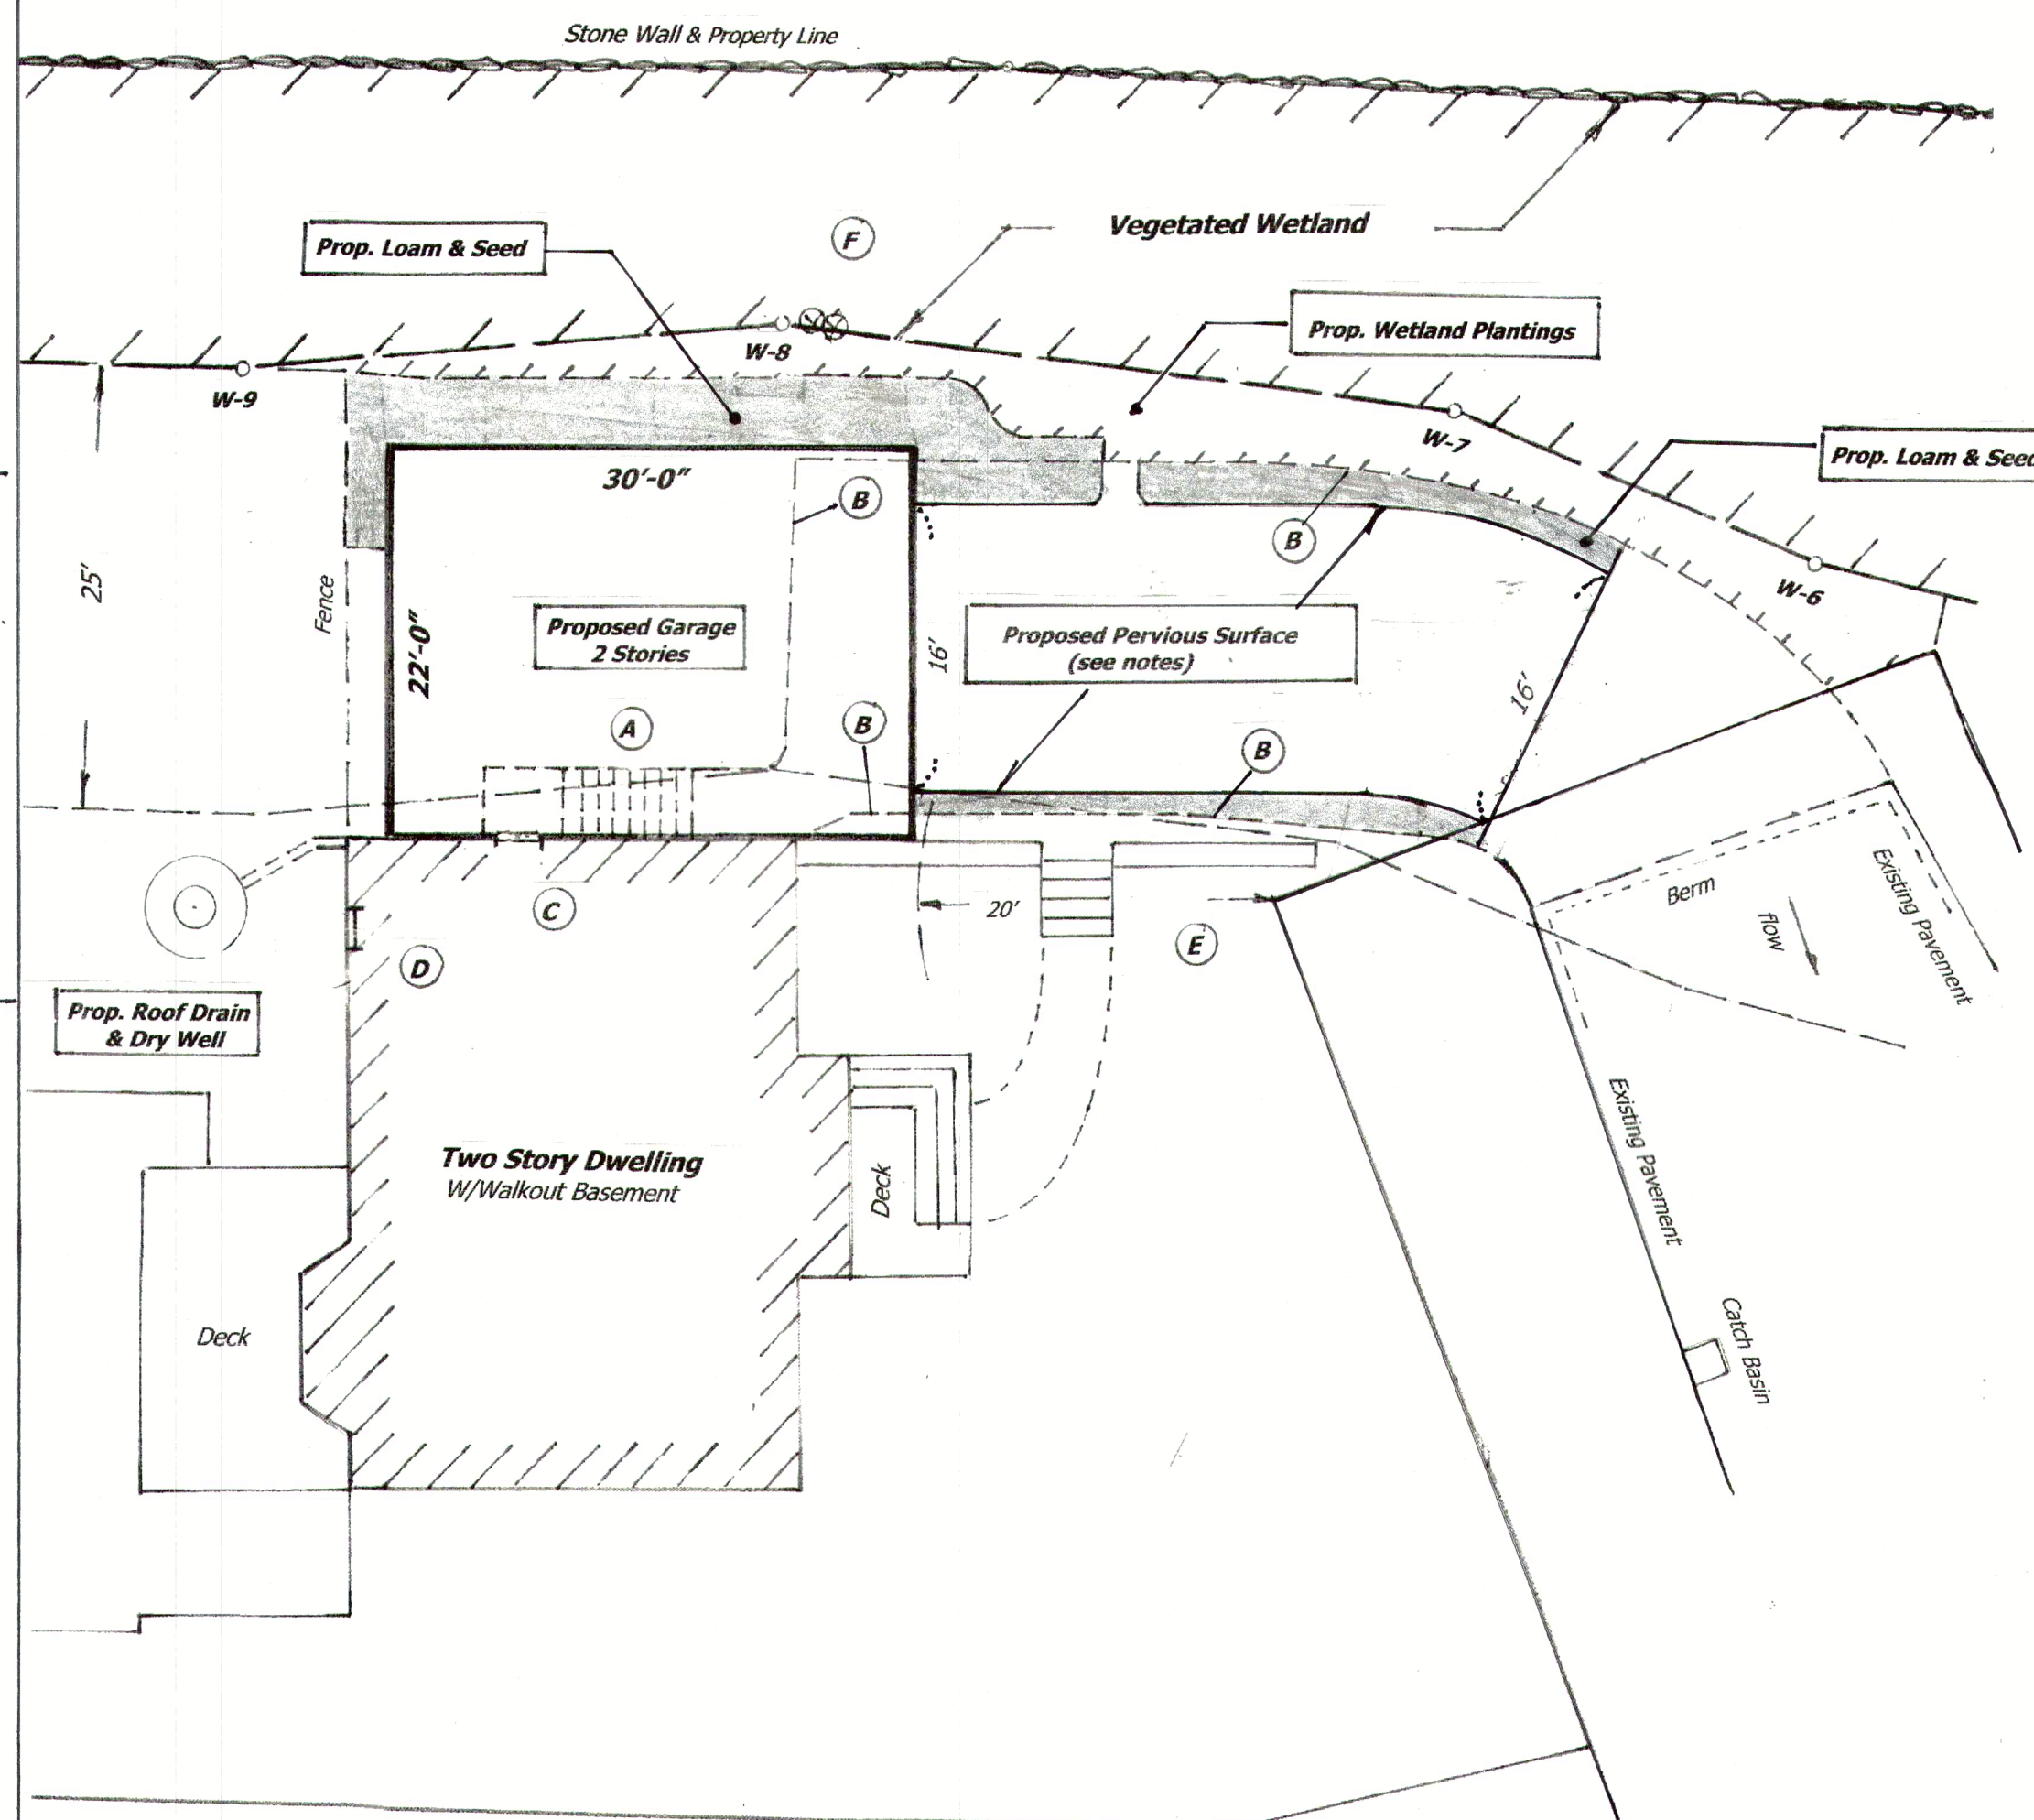 Stone Wall & Property Line
Vegetated Wetland
F
Prop. Loam & Seed
Prop. Wetland Plantings
W-8
W-9
W-7
Prop. Loam & Seed
30'-0"
B
B
25'
Fence
22'-0"
Proposed Garage
2 Stories
16'
Proposed Pervious Surface
(see notes)
W-6
16'
A
B
B
C
20'
E
D
Berm
flow
Existing Pavement
Prop. Roof Drain
& Dry Well
Existing Pavement
Two Story Dwelling
W/Walkout Basement
Deck
Deck
Catch Basin